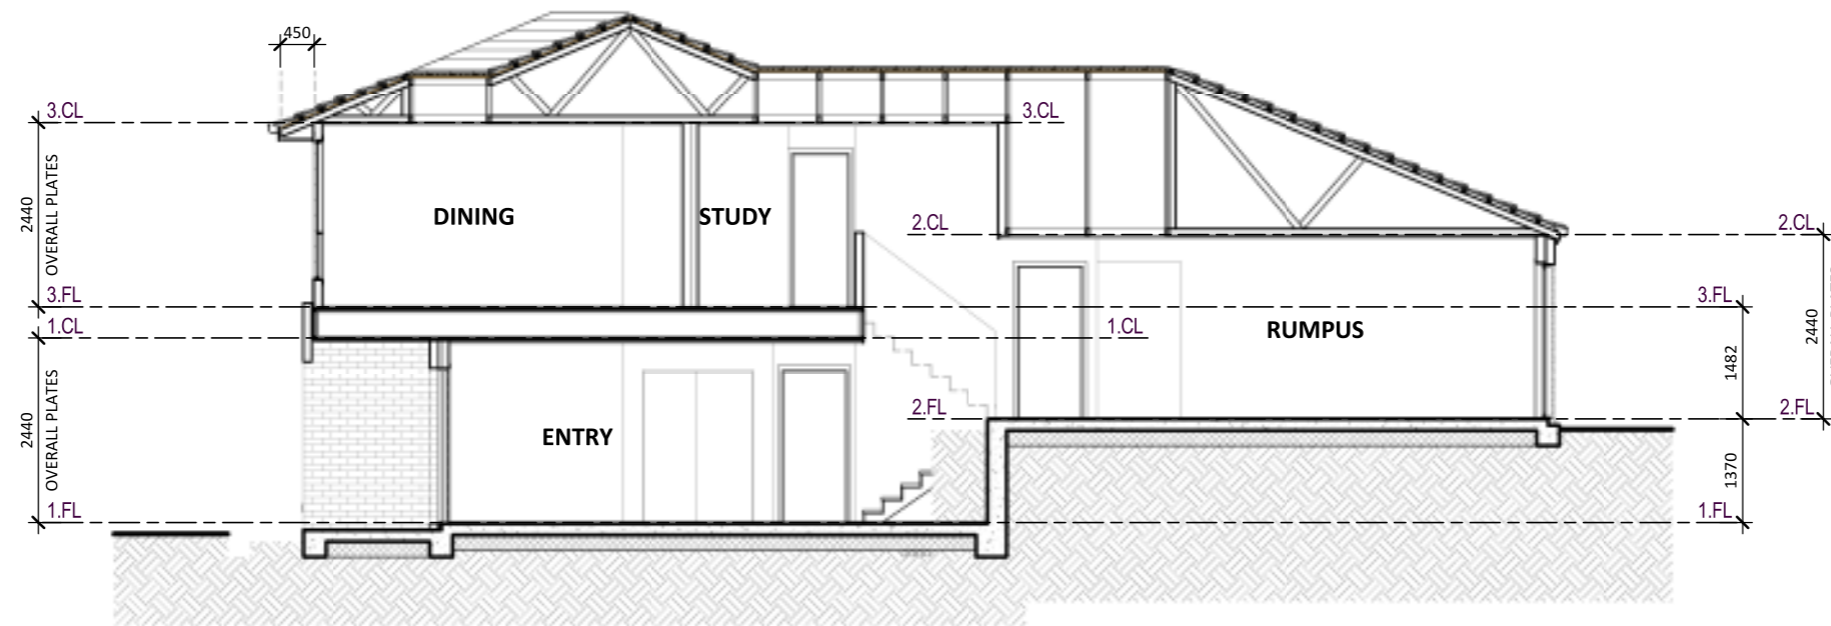 450
3.CL
3.CL
2440
OVERALL PLATES
DINING
STUDY
2.CL
2.CL
3.FL
3.FL
1.CL
1.CL
RUMPUS
2440
1482
2440
OVERALL PLATES
2.FL
2.FL
ENTRY
1370
1.FL
1.FL